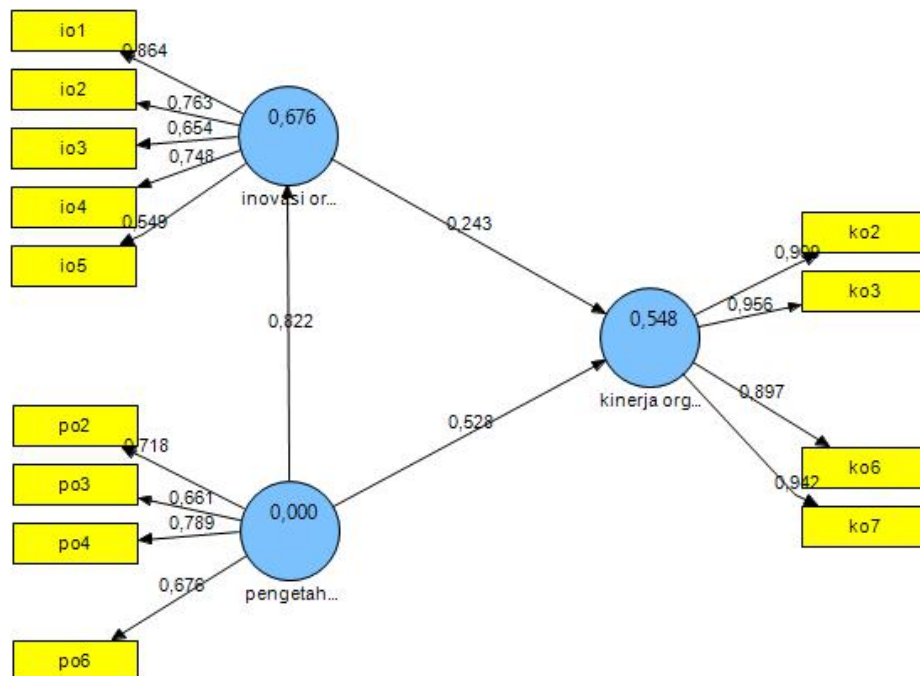 io1
0,864
io2
0,763
0,676
io3
0,654
0,748
io4
inovasi or...
0,549
io5
0,243
ko2
0,909
ko3
0,956
0,822
0,548
kinerja org...
0,897
ko6
0,528
po2
0,718
po3
0,661
0,942
ko7
0,000
po4
0,789
pengetah...
0,676
po6